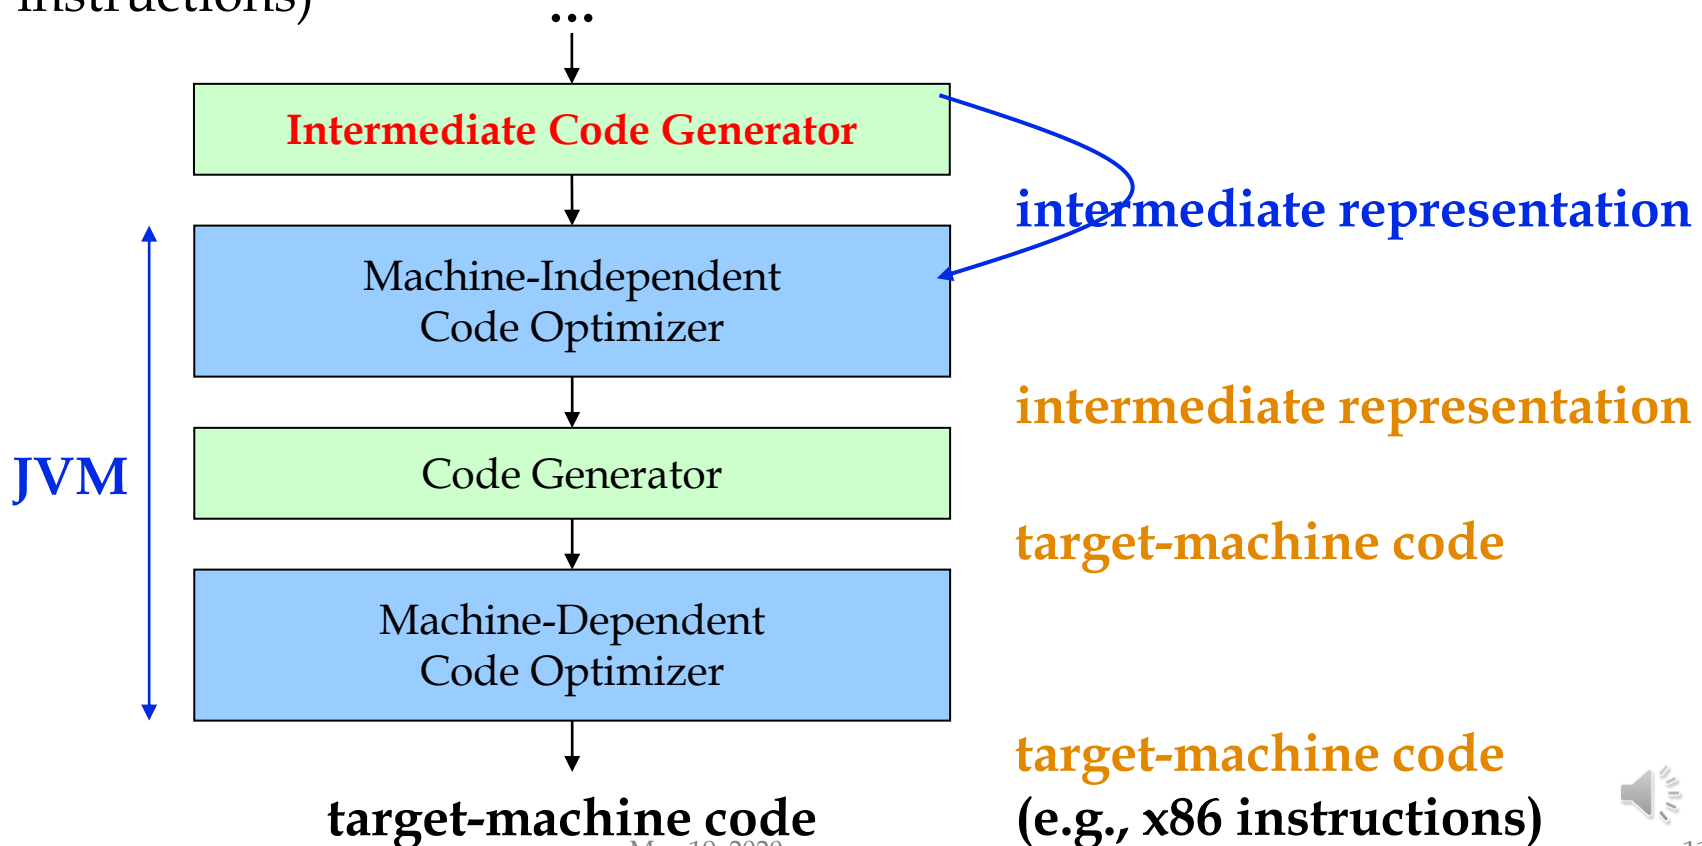 instructions)
...
Intermediate Code Generator
intermediate representation
Machine-Independent
Code Optimizer
intermediate representation
JVM
Code Generator
target-machine code
Machine-Dependent
Code Optimizer
target-machine code
target-machine code
(e.g., x86 instructions)